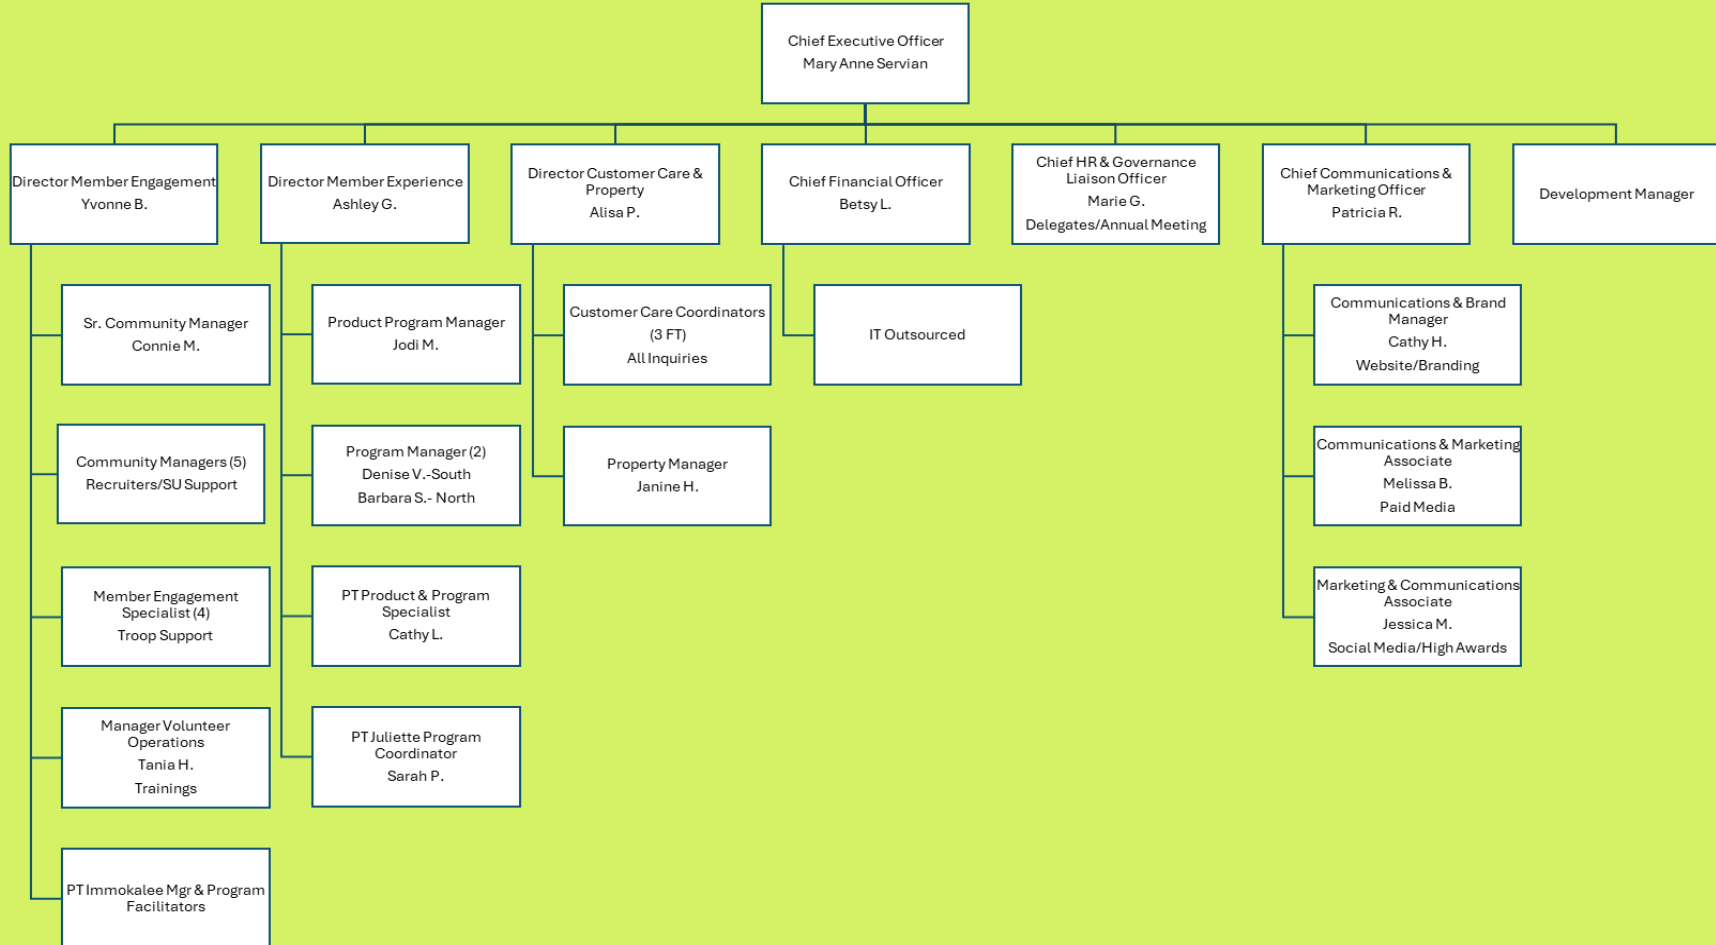 Chief Executive Officer
Mary Anne Servian
Director Member Engagement
Yvonne B.
Director Member Experience
Ashley G.
Director Customer Care &
Property
Alisa P.
Chief Financial Officer
Betsy L.
Chief HR & Governance
Liaison Officer
Marie G.
Delegates/Annual Meeting
Chief Communications &
Marketing Officer
Patricia R.
Development Manager
Sr. Community Manager
Connie M.
Product Program Manager
Jodi M.
Customer Care Coordinators
(3 FT)
All Inquiries
IT Outsourced
Communications & Brand
Manager
Cathy H.
Website/Branding
Community Managers (5)
Recruiters/SU Support
Program Manager (2)
Denise V.-South
Barbara S.- North
Property Manager
Janine H.
Communications & Marketing
Associate
Melissa B.
Paid Media
Member Engagement
Specialist (4)
Troop Support
PT Product & Program
Specialist
Cathy L.
Marketing & Communications
Associate
Jessica M.
Social Media/High Awards
Manager Volunteer
Operations
Tania H.
Trainings
PT Juliette Program
Coordinator
Sarah P.
PT Immokalee Mgr & Program
Facilitators